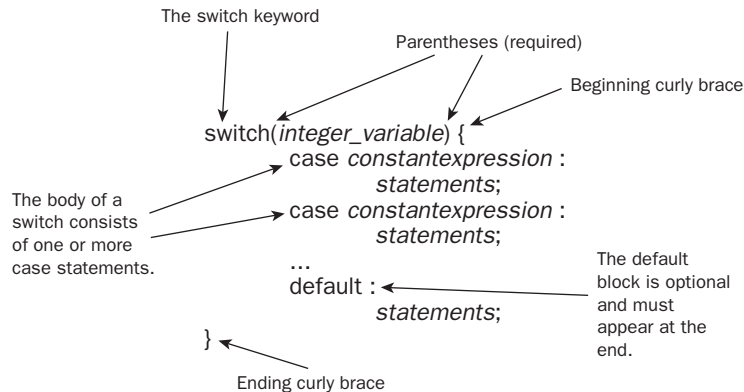 The switch keyword
Parentheses (required)
Beginning curly brace
switch(integer_variable) {
case constantexpression :
statements;
case constantexpression :
statements;
...
default :
statements;
}
The body of a
switch consists
of one or more
case statements.
The default
block is optional
and must
appear at the
end.
Ending curly brace